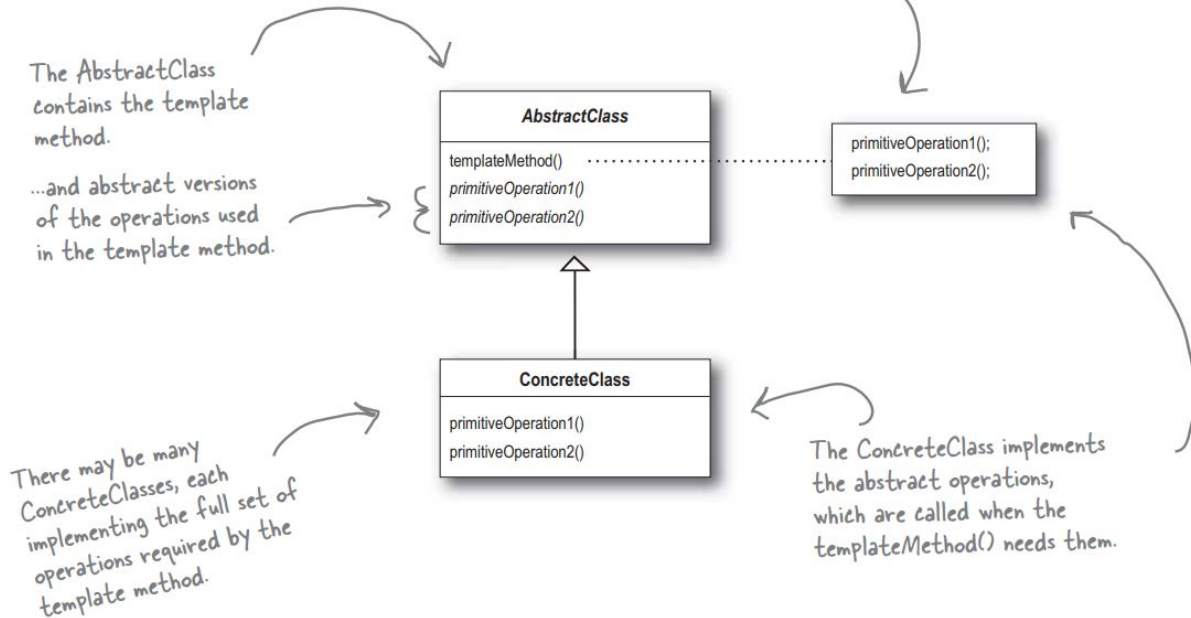 The AbstractClass
contains the template
method.
...and abstract versions
of the operations used
in the template method.
AbstractClass
templateMethod()
primitiveOperation1()
primitiveOperation2()
primitiveOperation1();
primitiveOperation2();
ConcreteClass
primitiveOperation1()
primitiveOperation2()
There may be many
ConcreteClasses, each
implementing the full set of
operations required by the
template method.
The ConcreteClass implements
the abstract operations,
which are called when the
templateMethod() needs them.